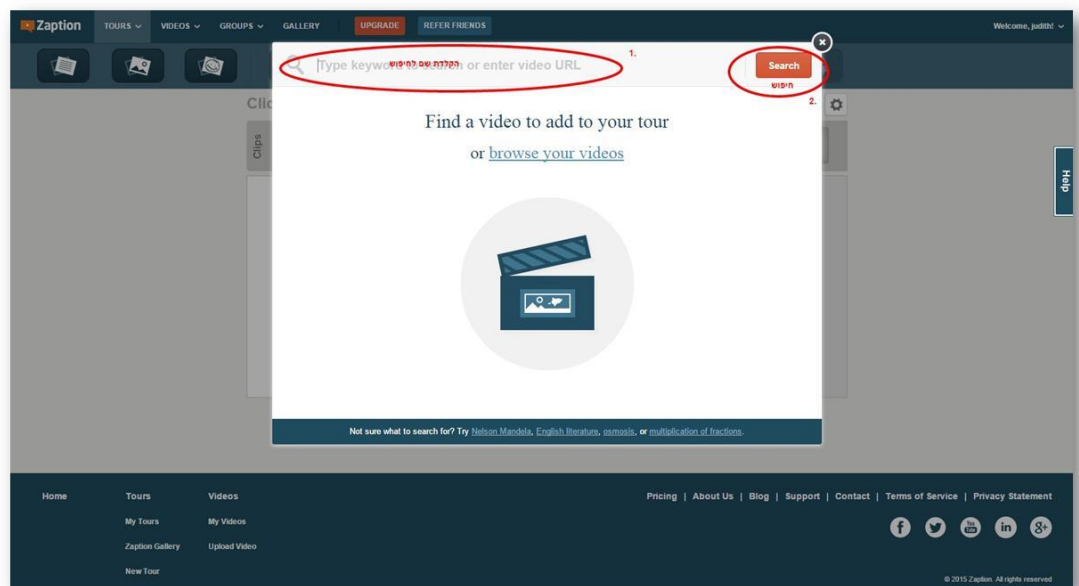 Zaption TOURS VIDEOS GROUPS GALLERY UPGRADE REFER FRIENDS Welcome, judith!
Type keyword to search or enter video URL
הקלדת שם לחיפוש
1.
Search
חיפוש
2.
Clips
Find a video to add to your tour
or browse your videos
Help
Not sure what to search for? Try Nelson Mandela, English literature, osmosis, or multiplication of fractions.
Home Tours Videos Pricing | About Us | Blog | Support | Contact | Terms of Service | Privacy Statement
My Tours My Videos
Zaption Gallery Upload Video
New Tour
© 2015 Zaption. All rights reserved